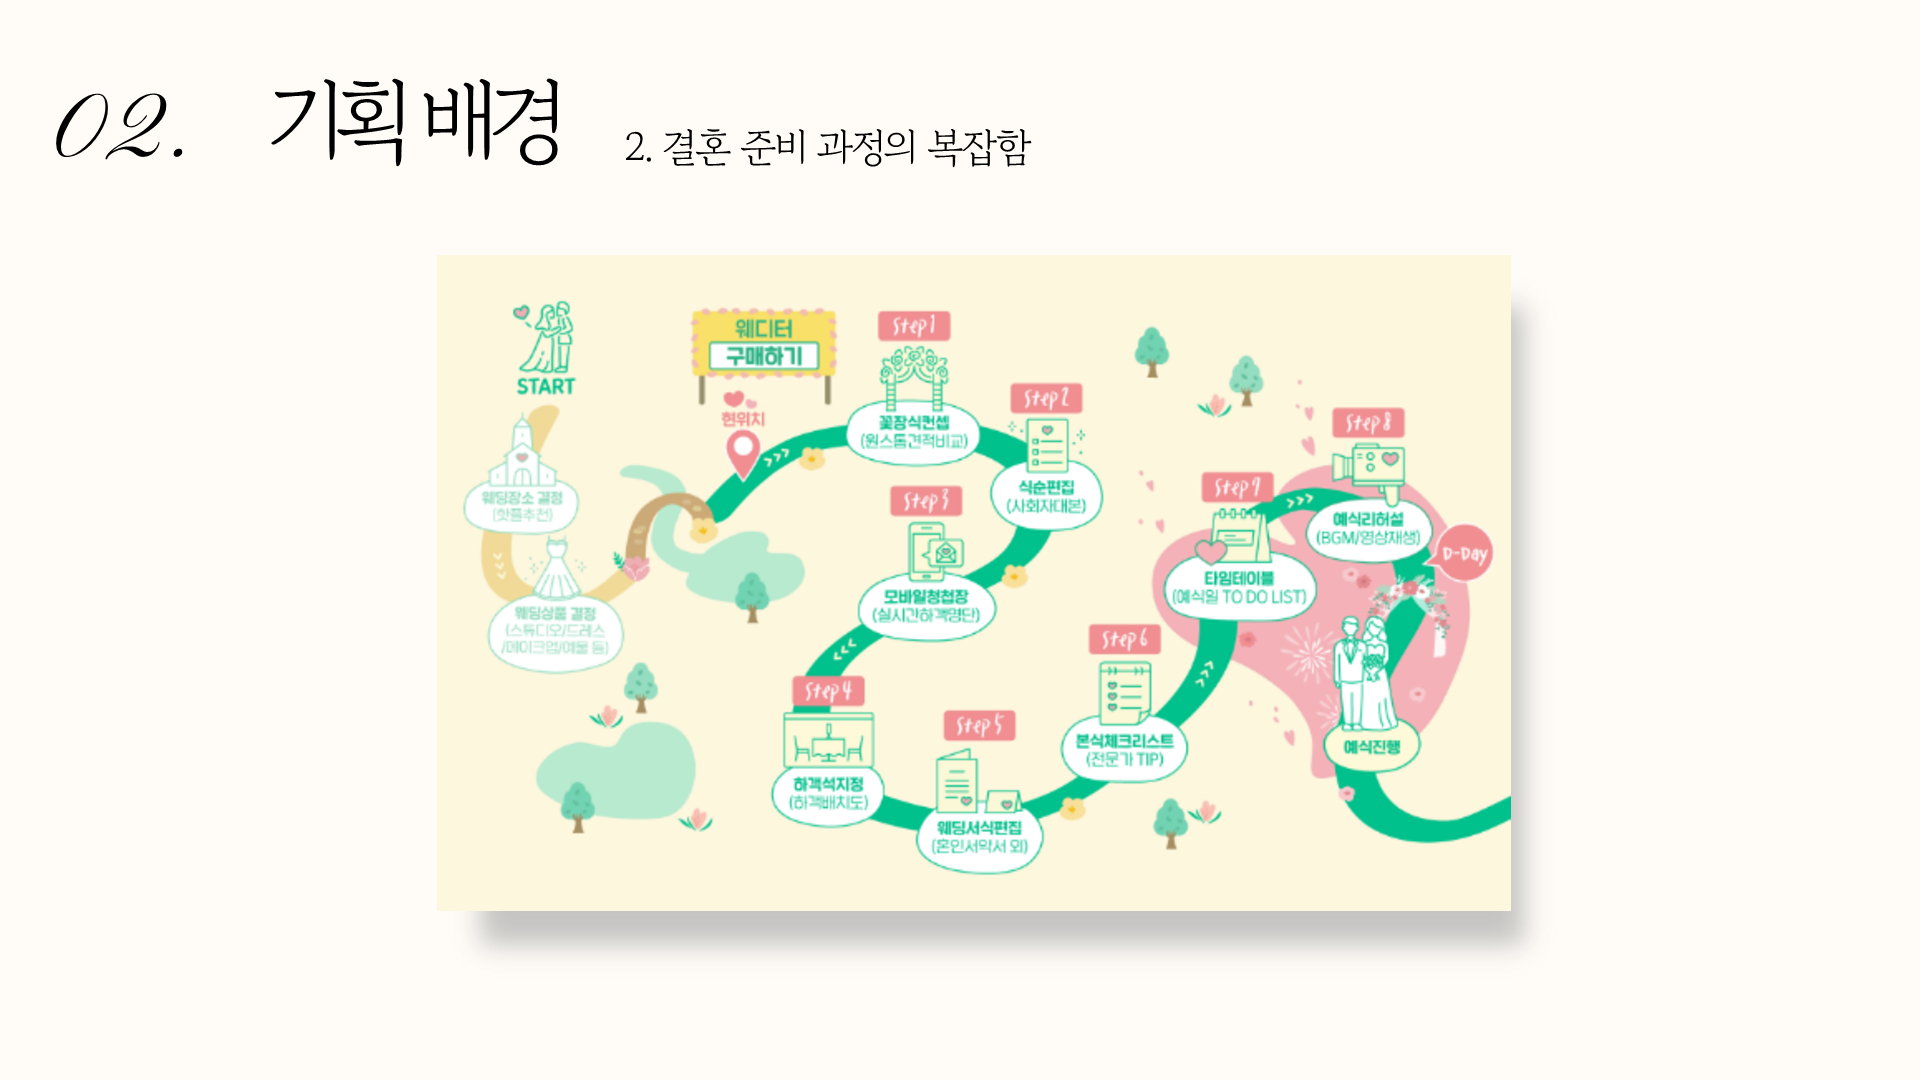 02. 기획 배경 2. 결혼 준비 과정의 복잡함
START
웨딩장소 결정
(핫플추천)
웨딩상품 결정
(스튜디오/드레스
/메이크업/예물 등)
웨디터
구매하기
현위치
Step 1
꽃장식컨셉
(원스톱견적비교)
Step 2
식순편집
(사회자대본)
Step 3
모바일청첩장
(실시간하객명단)
Step 4
하객석지정
(하객배치도)
Step 5
웨딩서식편집
(혼인서약서 외)
Step 6
본식체크리스트
(전문가 TIP)
Step 7
타임테이블
(예식일 TO DO LIST)
Step 8
예식리허설
(BGM/영상재생)
D-Day
예식진행